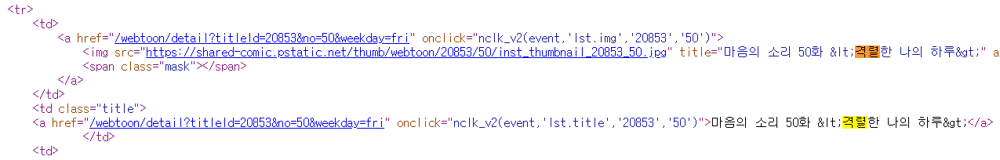 <tr>
<td>
<a href="/webtoon/detail?titleId=20853&no=50&weekday=fri" onclick="nclk_v2(event,'lst.img','20853','50')">
<img src="https://shared-comic.pstatic.net/thumb/webtoon/20853/50/inst_thumbnail_20853_50.jpg" title="마음의 소리 50화 &lt;격렬한 나의 하루&gt;" a
<span class="mask"></span>
</a>
</td>
<td class="title">
<a href="/webtoon/detail?titleId=20853&no=50&weekday=fri" onclick="nclk_v2(event,'lst.title','20853','50')">마음의 소리 50화 &lt;격렬한 나의 하루&gt;</a>
</td>
<td>